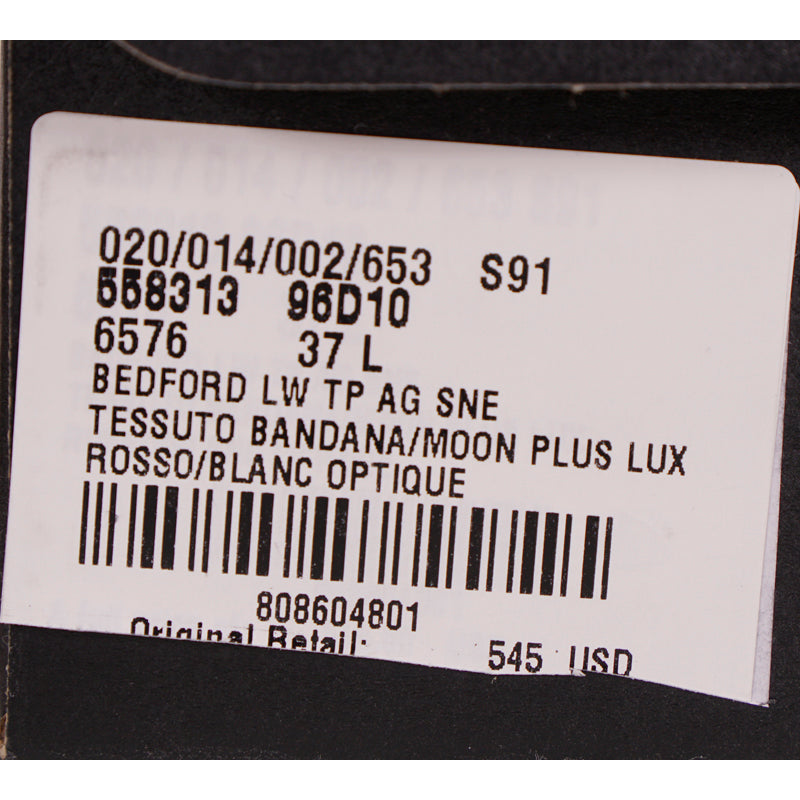 020/014/002/653 S91
558313 96D10
6576 37 L
BEDFORD LW TP AG SNE
TESSUTO BANDANA/MOON PLUS LUX
ROSSO/BLANC OPTIQUE
808604801
Original Retail: 545 USD